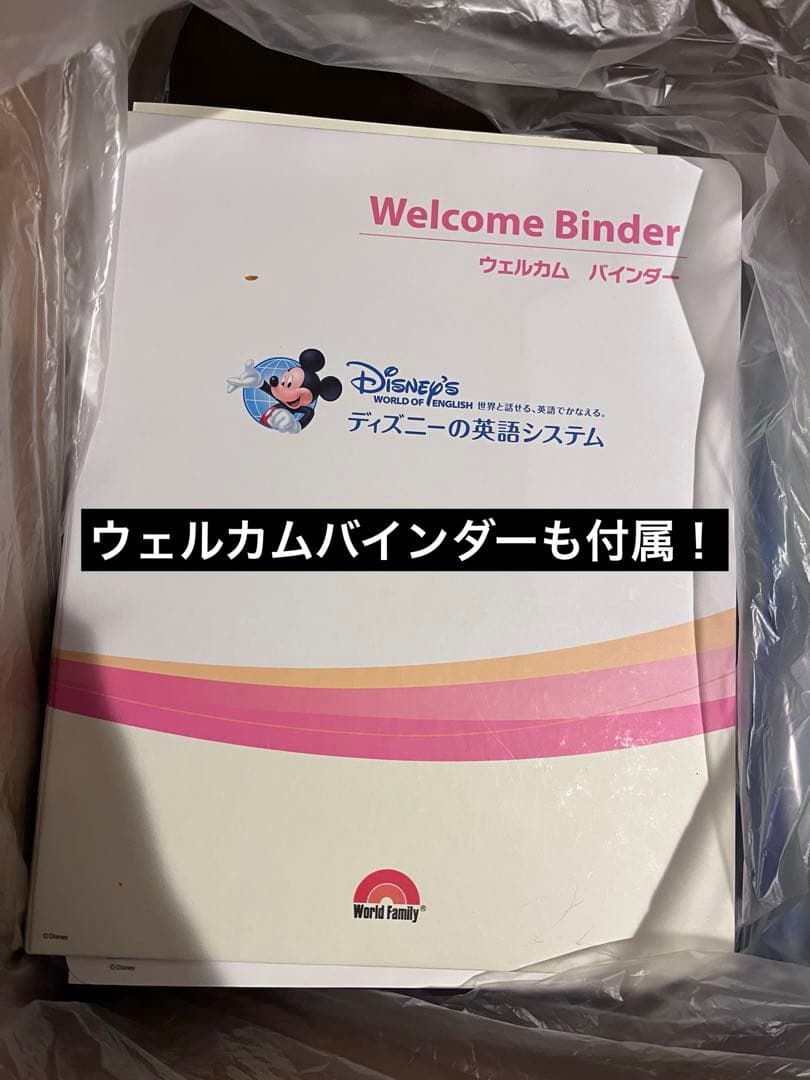 Welcome Binder
ウェルカム　バインダー
DISNEY'S
WORLD OF ENGLISH 世界と話せる、英語でかなえる。
ディズニーの英語システム
ウェルカムバインダーも付属！
World Family®
©Disney
©Disney